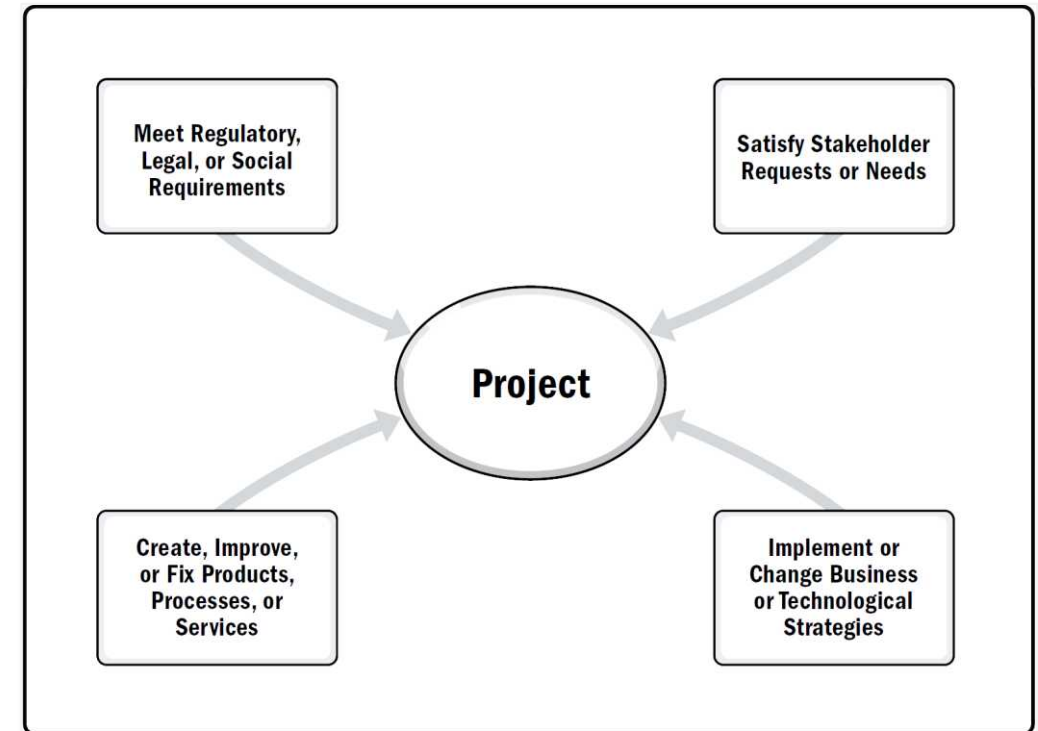 Meet Regulatory,
Legal, or Social
Requirements
Satisfy Stakeholder
Requests or Needs
Project
Create, Improve,
or Fix Products,
Processes, or
Services
Implement or
Change Business
or Technological
Strategies